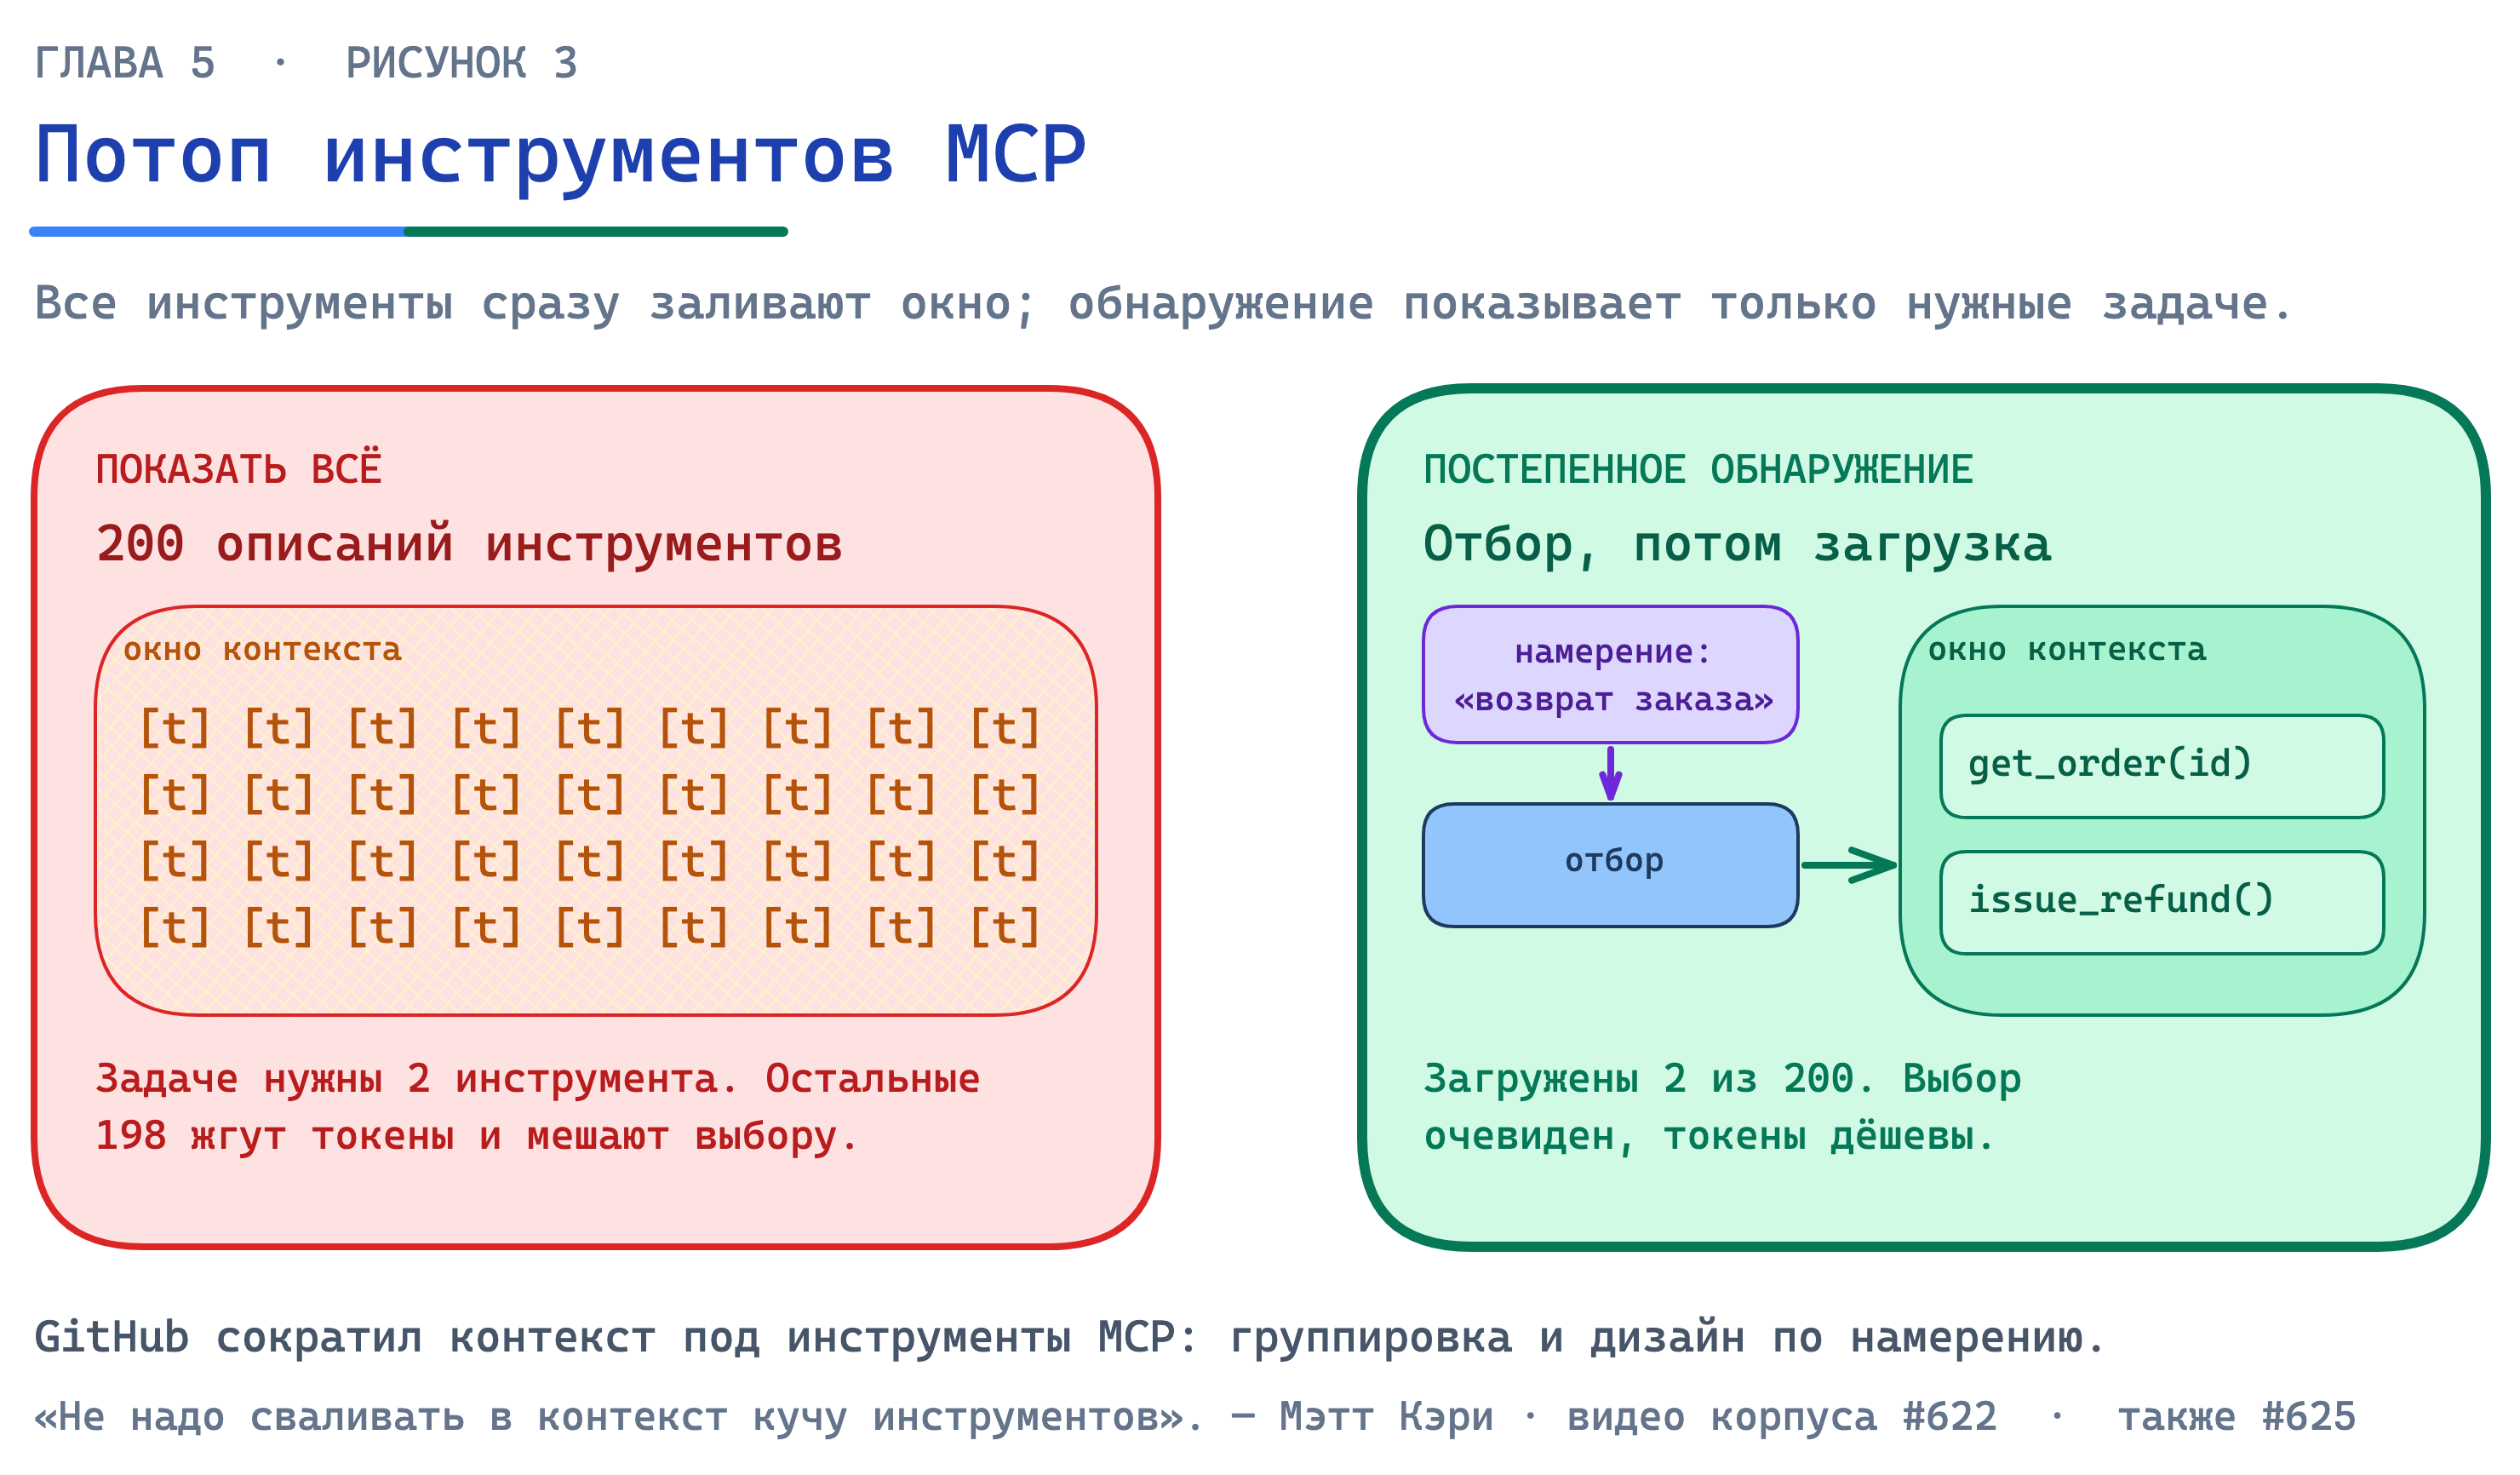 ГЛАВА 5 · РИСУНОК 3
Потоп инструментов MCP
Все инструменты сразу заливают окно; обнаружение показывает только нужные задаче.
ПОКАЗАТЬ ВСЁ
200 описаний инструментов
окно контекста
[t] [t] [t] [t] [t] [t] [t] [t] [t]
[t] [t] [t] [t] [t] [t] [t] [t] [t]
[t] [t] [t] [t] [t] [t] [t] [t] [t]
[t] [t] [t] [t] [t] [t] [t] [t] [t]
Задаче нужны 2 инструмента. Остальные
198 жгут токены и мешают выбору.
ПОСТЕПЕННОЕ ОБНАРУЖЕНИЕ
Отбор, потом загрузка
намерение:
«возврат заказа»
отбор
окно контекста
get_order(id)
issue_refund()
Загружены 2 из 200. Выбор
очевиден, токены дёшевы.
GitHub сократил контекст под инструменты MCP: группировка и дизайн по намерению.
«Не надо сваливать в контекст кучу инструментов». — Мэтт Кэри · видео корпуса #622 · также #625